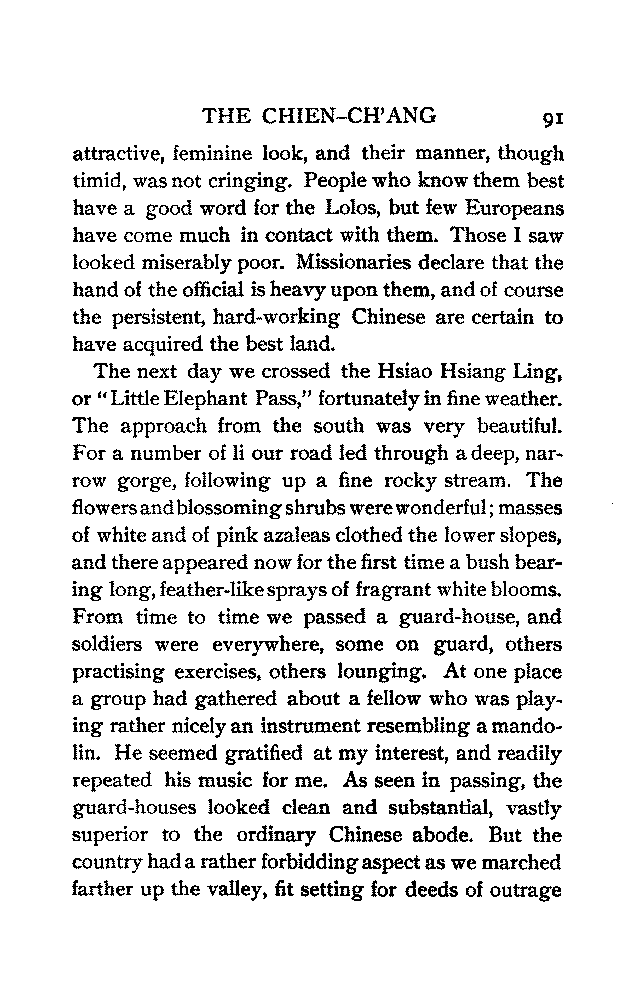 THE CHIEN-CH'ANG 91
attractive, feminine look, and their manner, though
timid, was not cringing. People who know them best
have a good word for the Lolos, but few Europeans
have come much in contact with them. Those I saw
looked miserably poor. Missionaries declare that the
hand of the official is heavy upon them, and of course
the persistent, hard-working Chinese are certain to
have acquired the best land.
The next day we crossed the Hsiao Hsiang Ling,
or "Little Elephant Pass," fortunately in fine weather.
The approach from the south was very beautiful.
For a number of li our road led through a deep, nar-
row gorge, following up a fine rocky stream. The
flowers and blossoming shrubs were wonderful; masses
of white and of pink azaleas clothed the lower slopes,
and there appeared now for the first time a bush bear-
ing long, feather-like sprays of fragrant white blooms.
From time to time we passed a guard-house, and
soldiers were everywhere, some on guard, others
practising exercises, others lounging. At one place
a group had gathered about a fellow who was play-
ing rather nicely an instrument resembling a mando-
lin. He seemed gratified at my interest, and readily
repeated his music for me. As seen in passing, the
guard-houses looked clean and substantial, vastly
superior to the ordinary Chinese abode. But the
country had a rather forbidding aspect as we marched
farther up the valley, fit setting for deeds of outrage